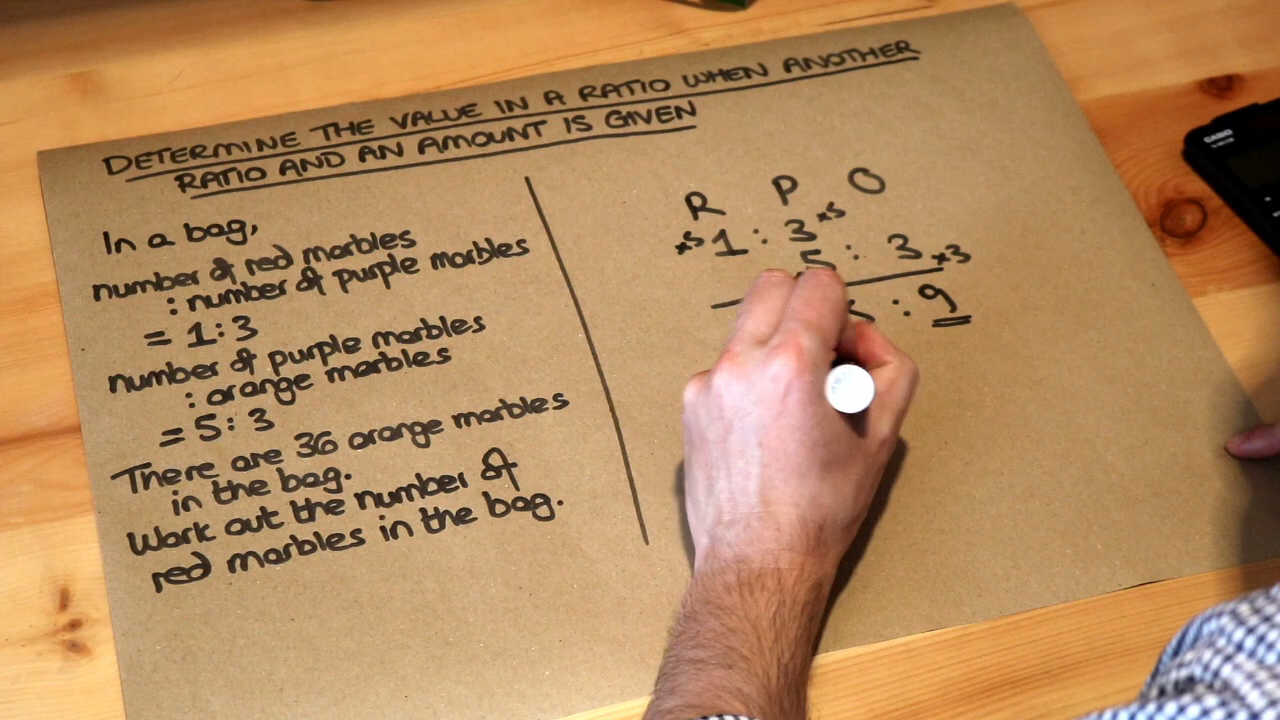 DETERMINE THE VALUE IN A RATIO WHEN ANOTHER
RATIO AND AN AMOUNT IS GIVEN
In a bag,
number of red marbles
: number of purple marbles
= 1:3
number of purple marbles
: orange marbles
= 5:3
There are 36 orange marbles
in the bag.
Work out the number of
red marbles in the bag.
R P O
×5 1 : 3 ×5
5 : 3 ×3
5 : 9
CASIO